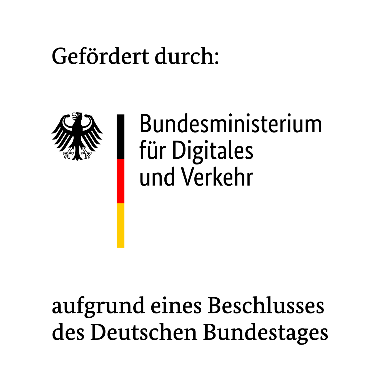 Gefördert durch:
Bundesministerium
für Digitales
und Verkehr
aufgrund eines Beschlusses
des Deutschen Bundestages